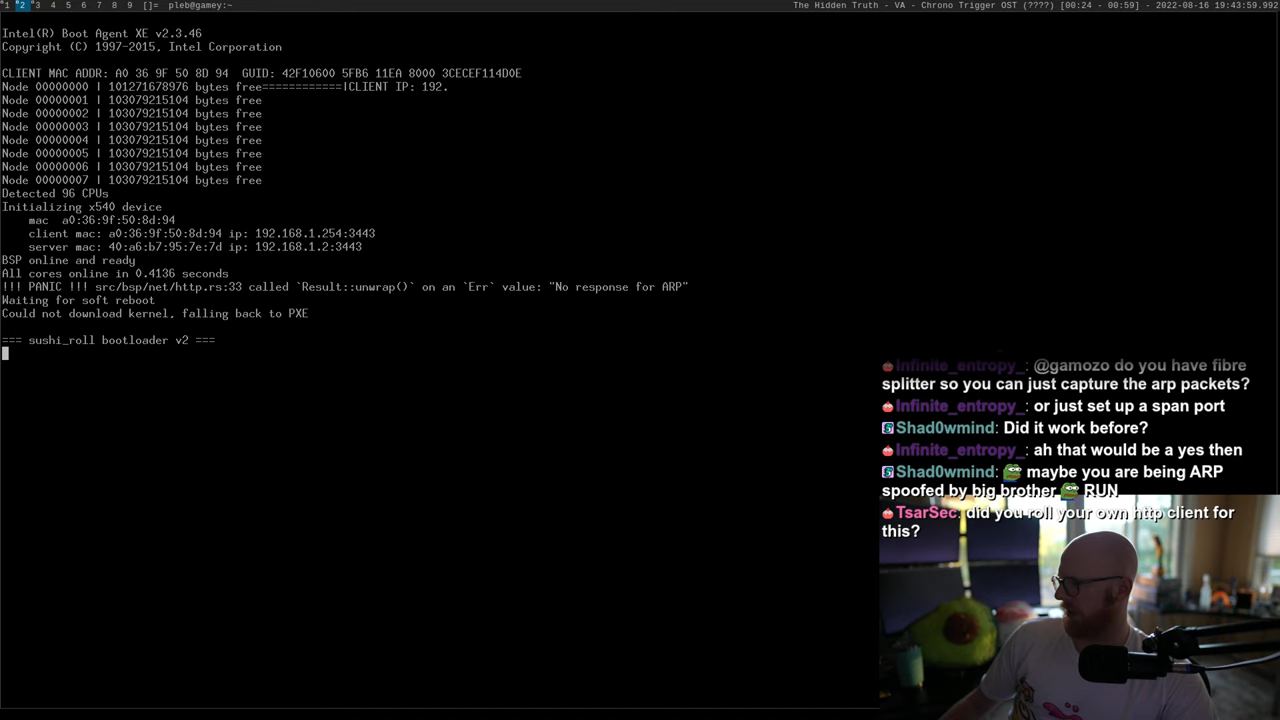 1 2 3 4 5 6 7 8 9 []= pleb@gamey:~ The Hidden Truth - VA - Chrono Trigger OST (????) [00:24 - 00:59] - 2022-08-16 19:43:59.992
Intel(R) Boot Agent XE v2.3.46
Copyright (C) 1997-2015, Intel Corporation
CLIENT MAC ADDR: A0 36 9F 50 8D 94 GUID: 42F10600 5FB6 11EA 8000 3CECEF114D0E
Node 00000000 | 101271678976 bytes free============|CLIENT IP: 192.
Node 00000001 | 103079215104 bytes free
Node 00000002 | 103079215104 bytes free
Node 00000003 | 103079215104 bytes free
Node 00000004 | 103079215104 bytes free
Node 00000005 | 103079215104 bytes free
Node 00000006 | 103079215104 bytes free
Node 00000007 | 103079215104 bytes free
Detected 96 CPUs
Initializing x540 device
mac a0:36:9f:50:8d:94
client mac: a0:36:9f:50:8d:94 ip: 192.168.1.254:3443
server mac: 40:a6:b7:95:7e:7d ip: 192.168.1.2:3443
BSP online and ready
All cores online in 0.4136 seconds
!!! PANIC !!! src/bsp/net/http.rs:33 called `Result::unwrap()` on an `Err` value: "No response for ARP"
Waiting for soft reboot
Could not download kernel, falling back to PXE
=== sushi_roll bootloader v2 ===
Infinite_entropy_: @gamozo do you have fibre
splitter so you can just capture the arp packets?
Infinite_entropy_: or just set up a span port
Shad0wmind: Did it work before?
Infinite_entropy_: ah that would be a yes then
Shad0wmind: maybe you are being ARP
spoofed by big brother RUN
TsarSec: did you roll your own http client for
this?